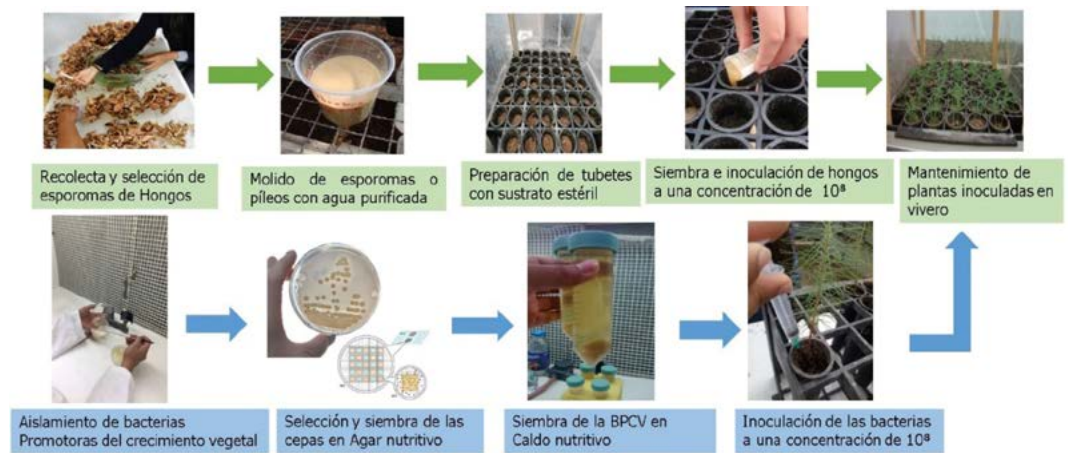 Recolecta y selección de
esporomas de Hongos
Molido de esporomas o
píleos con agua purificada
Preparación de tubetes
con sustrato estéril
Siembra e inoculación de hongos
a una concentración de 10⁸
Mantenimiento de
plantas inoculadas en
vivero
Aislamiento de bacterias
Promotoras del crecimiento vegetal
Selección y siembra de las
cepas en Agar nutritivo
Siembra de la BPCV en
Caldo nutritivo
Inoculación de las bacterias
a una concentración de 10⁸